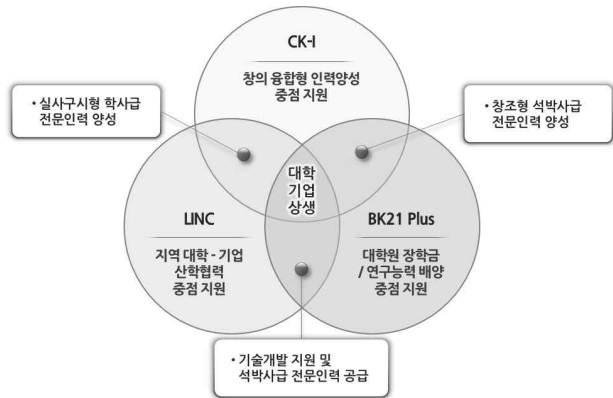 CK-I
창의 융합형 인력양성
중점 지원
• 실사구시형 학사급
전문인력 양성
• 창조형 석박사급
전문인력 양성
대학
기업
상생
LINC
지역 대학 - 기업
산학협력
중점 지원
BK21 Plus
대학원 장학금
/ 연구능력 배양
중점 지원
• 기술개발 지원 및
석박사급 전문인력 공급